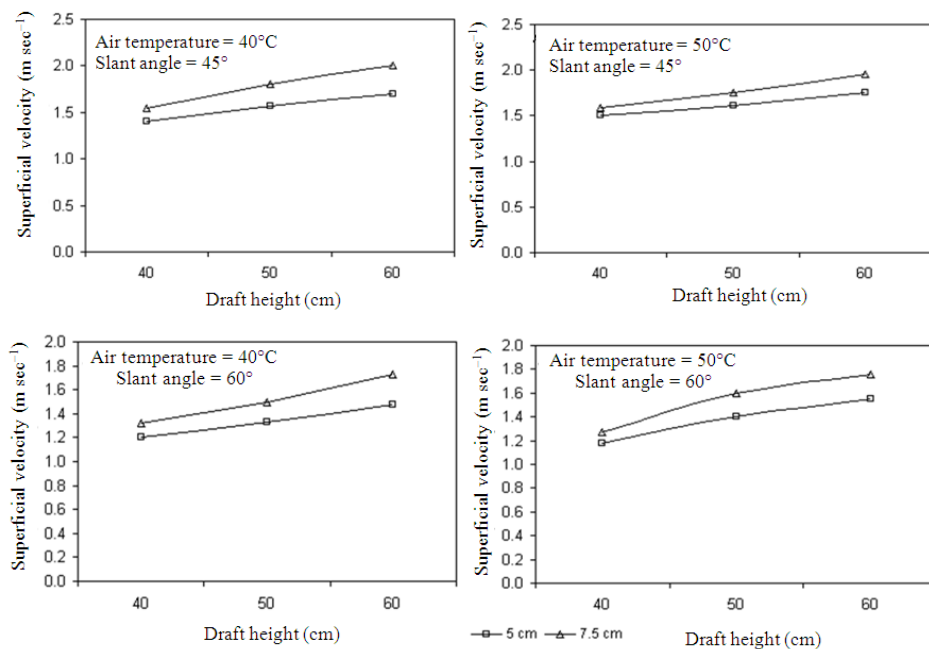 Air temperature = 40°C
Slant angle = 45°
Superficial velocity (m sec⁻¹)
2.5
2.0
1.5
1.0
0.5
0.0
40 50 60
Draft height (cm)
Air temperature = 50°C
Slant angle = 45°
Superficial velocity (m sec⁻¹)
2.5
2.0
1.5
1.0
0.5
0.0
40 50 60
Draft height (cm)
Air temperature = 40°C
Slant angle = 60°
Superficial velocity (m sec⁻¹)
2.0
1.8
1.6
1.4
1.2
1.0
0.8
0.6
0.4
0.2
0.0
40 50 60
Draft height (cm)
Air temperature = 50°C
Slant angle = 60°
Superficial velocity (m sec⁻¹)
2.0
1.8
1.6
1.4
1.2
1.0
0.8
0.6
0.4
0.2
0.0
40 50 60
5 cm 7.5 cm
Draft height (cm)